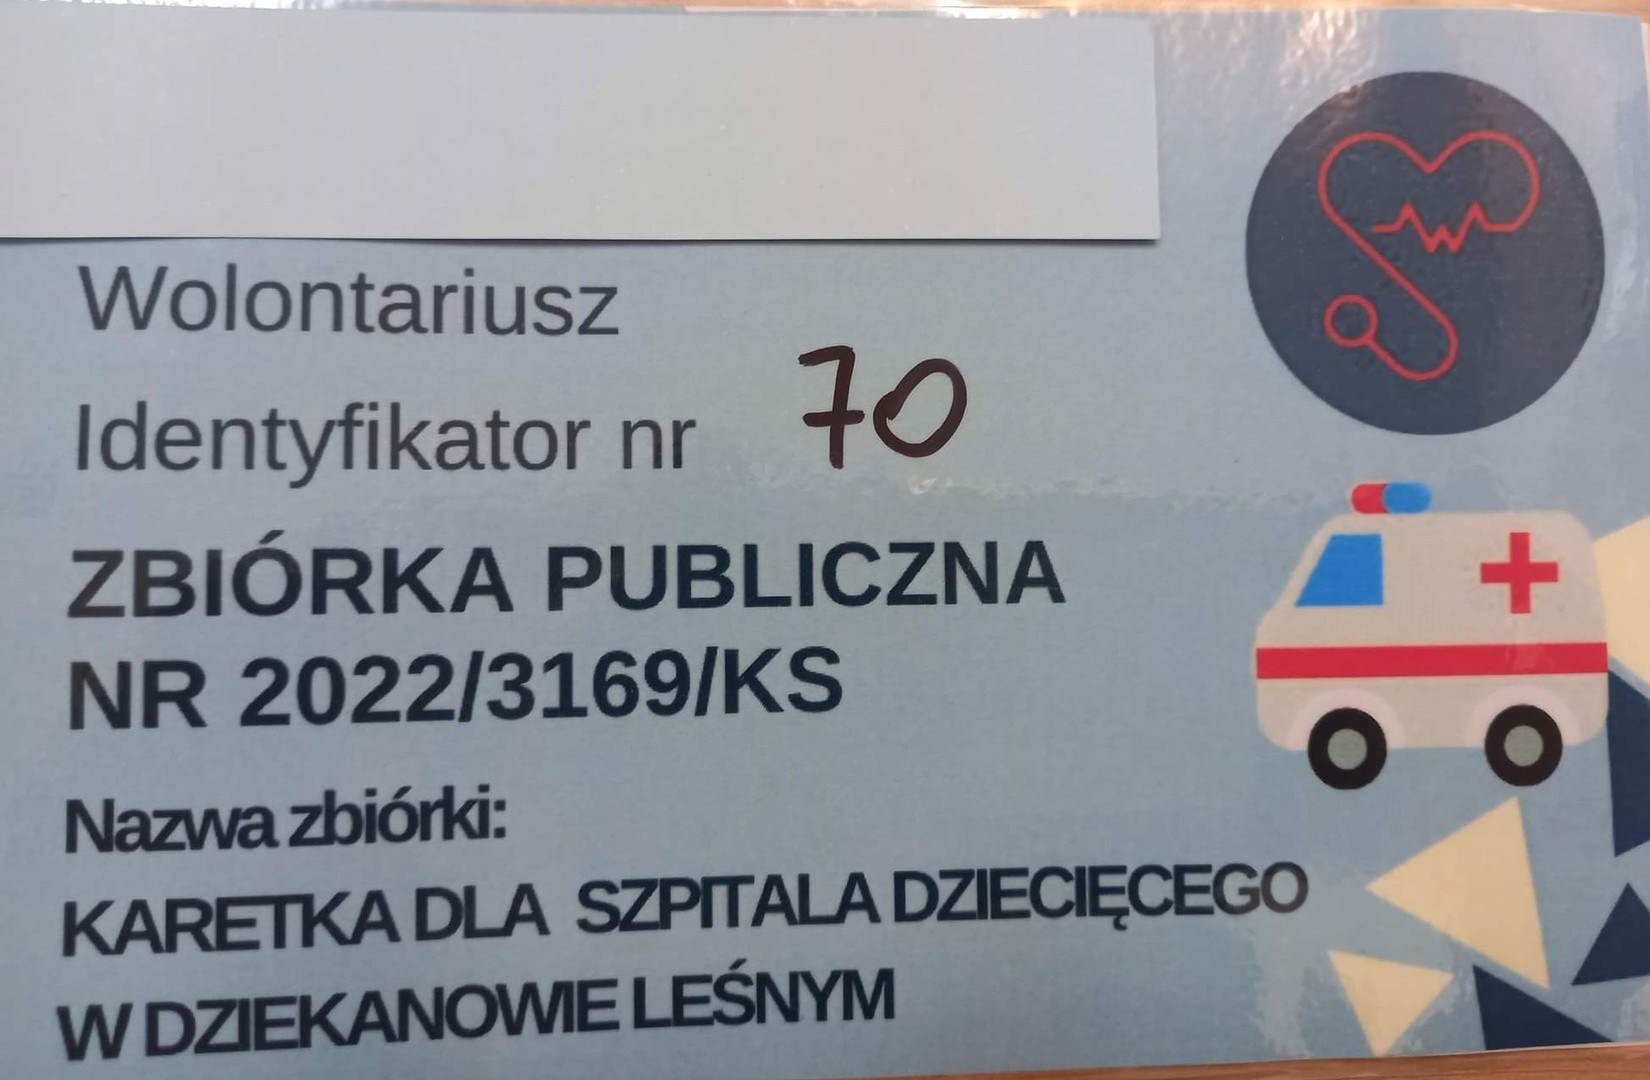 Wolontariusz
Identyfikator nr 70
ZBIÓRKA PUBLICZNA
NR 2022/3169/KS
Nazwa zbiórki:
KARETKA DLA SZPITALA DZIECIĘCEGO
W DZIEKANOWIE LEŚNYM